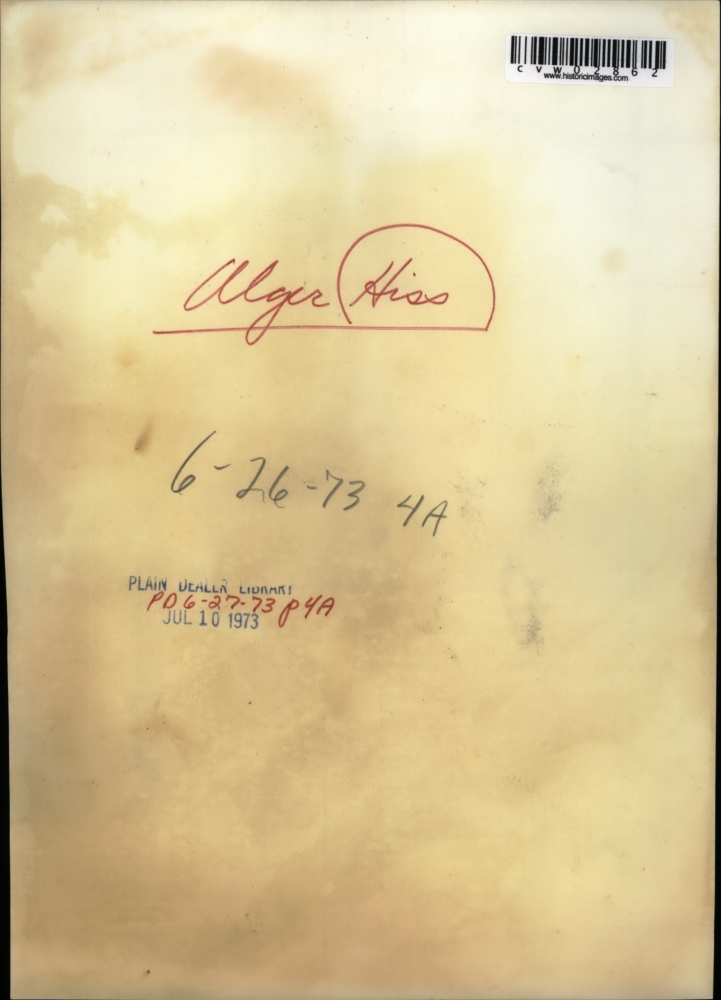 CVW02862
www.historicimages.com
Alger Hiss
6-26-73 4A
PLAIN DEALER LIBRARY
PD 6-27-73 p4A
JUL 10 1973